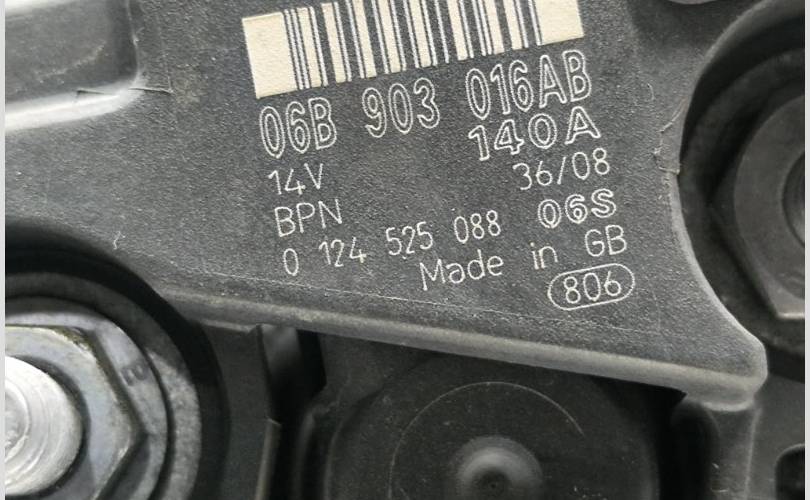 06B 903 016AB
140A
14V 36/08
BPN 06S
0 124 525 088
Made in GB
806